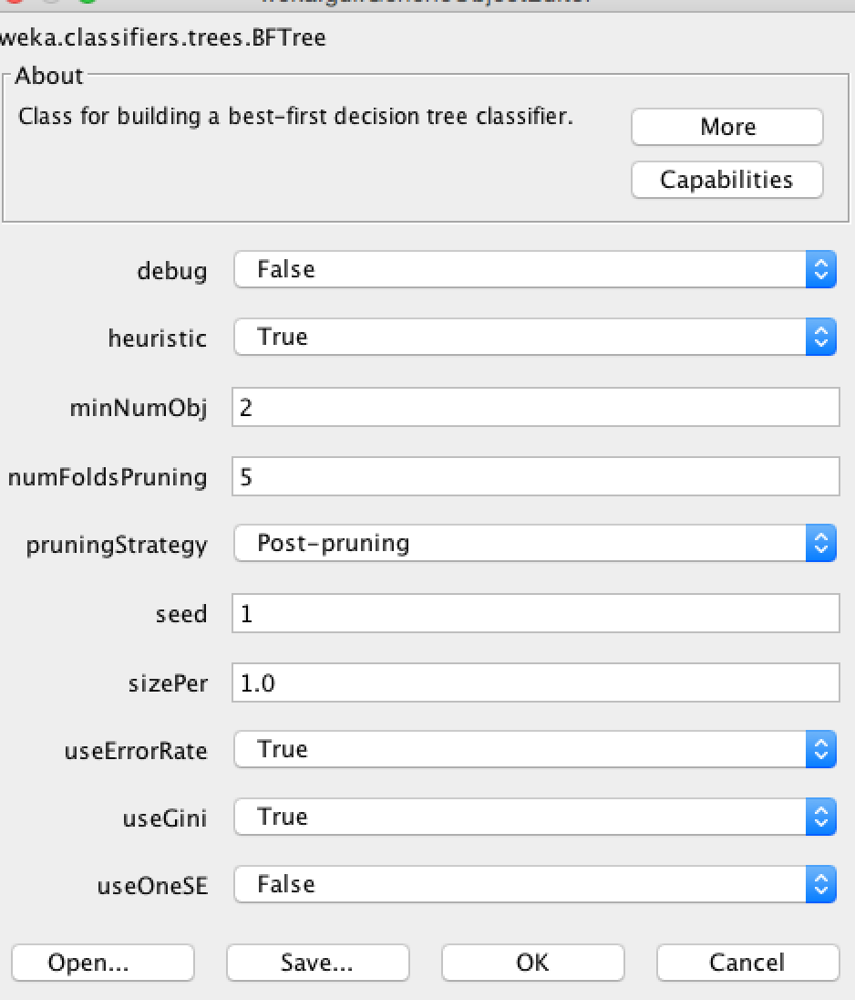 weka.classifiers.trees.BFTree
About
Class for building a best-first decision tree classifier.
More
Capabilities
debug False
heuristic True
minNumObj 2
numFoldsPruning 5
pruningStrategy Post-pruning
seed 1
sizePer 1.0
useErrorRate True
useGini True
useOneSE False
Open... Save... OK Cancel